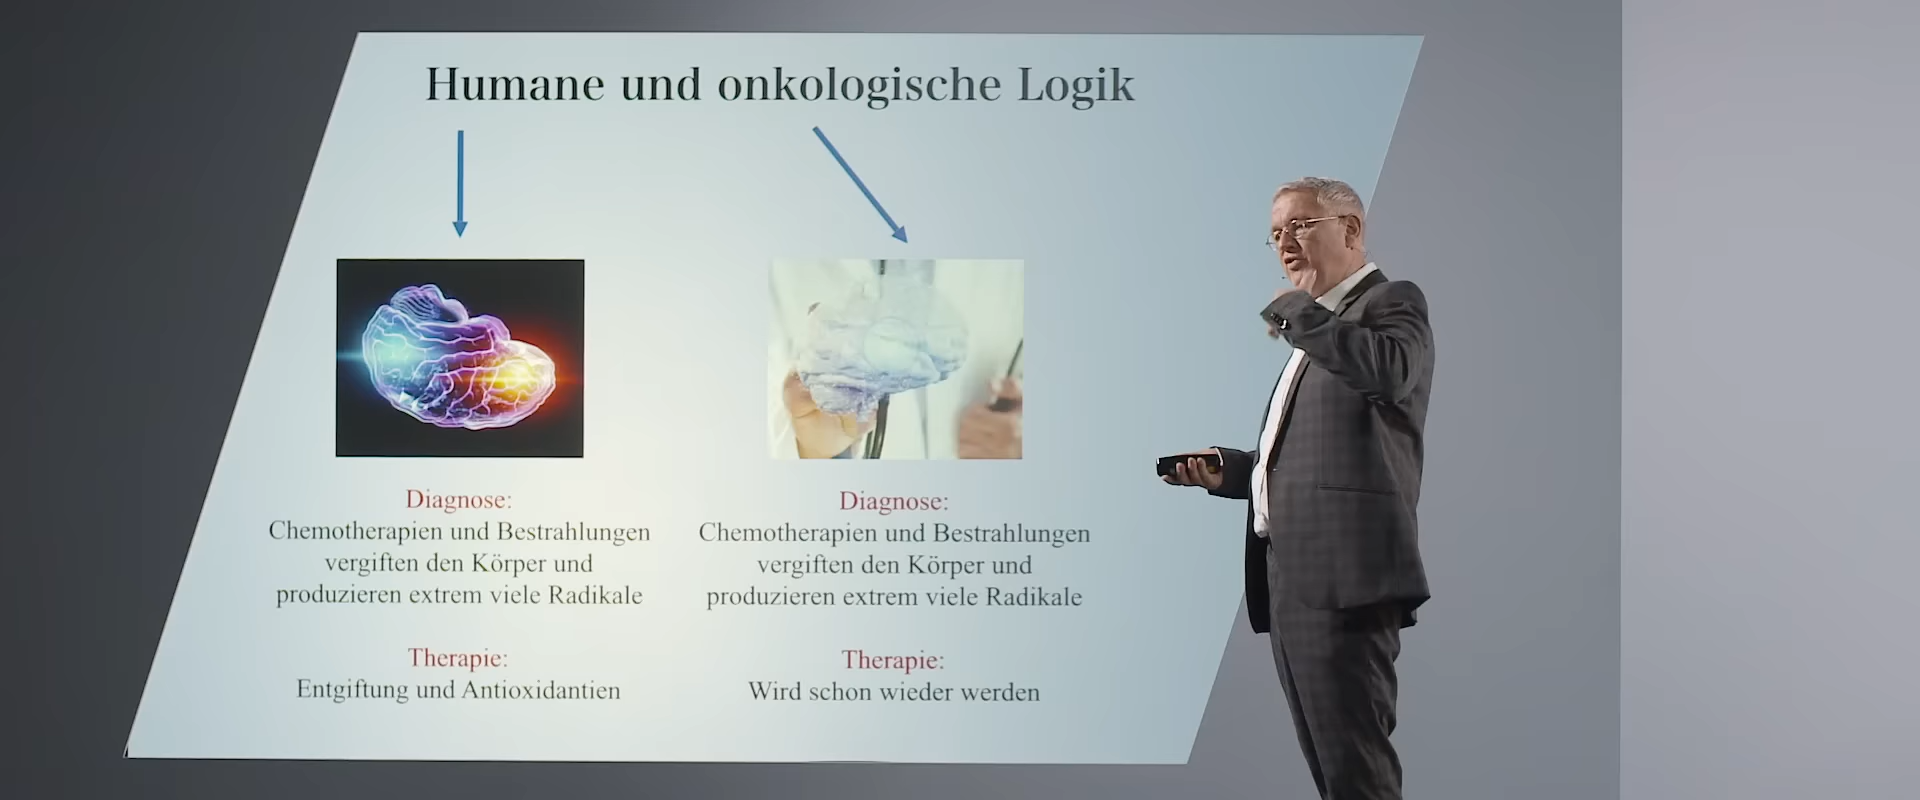 Humane und onkologische Logik
Diagnose:
Chemotherapien und Bestrahlungen
vergiften den Körper und
produzieren extrem viele Radikale
Therapie:
Entgiftung und Antioxidantien
Diagnose:
Chemotherapien und Bestrahlungen
vergiften den Körper und
produzieren extrem viele Radikale
Therapie:
Wird schon wieder werden